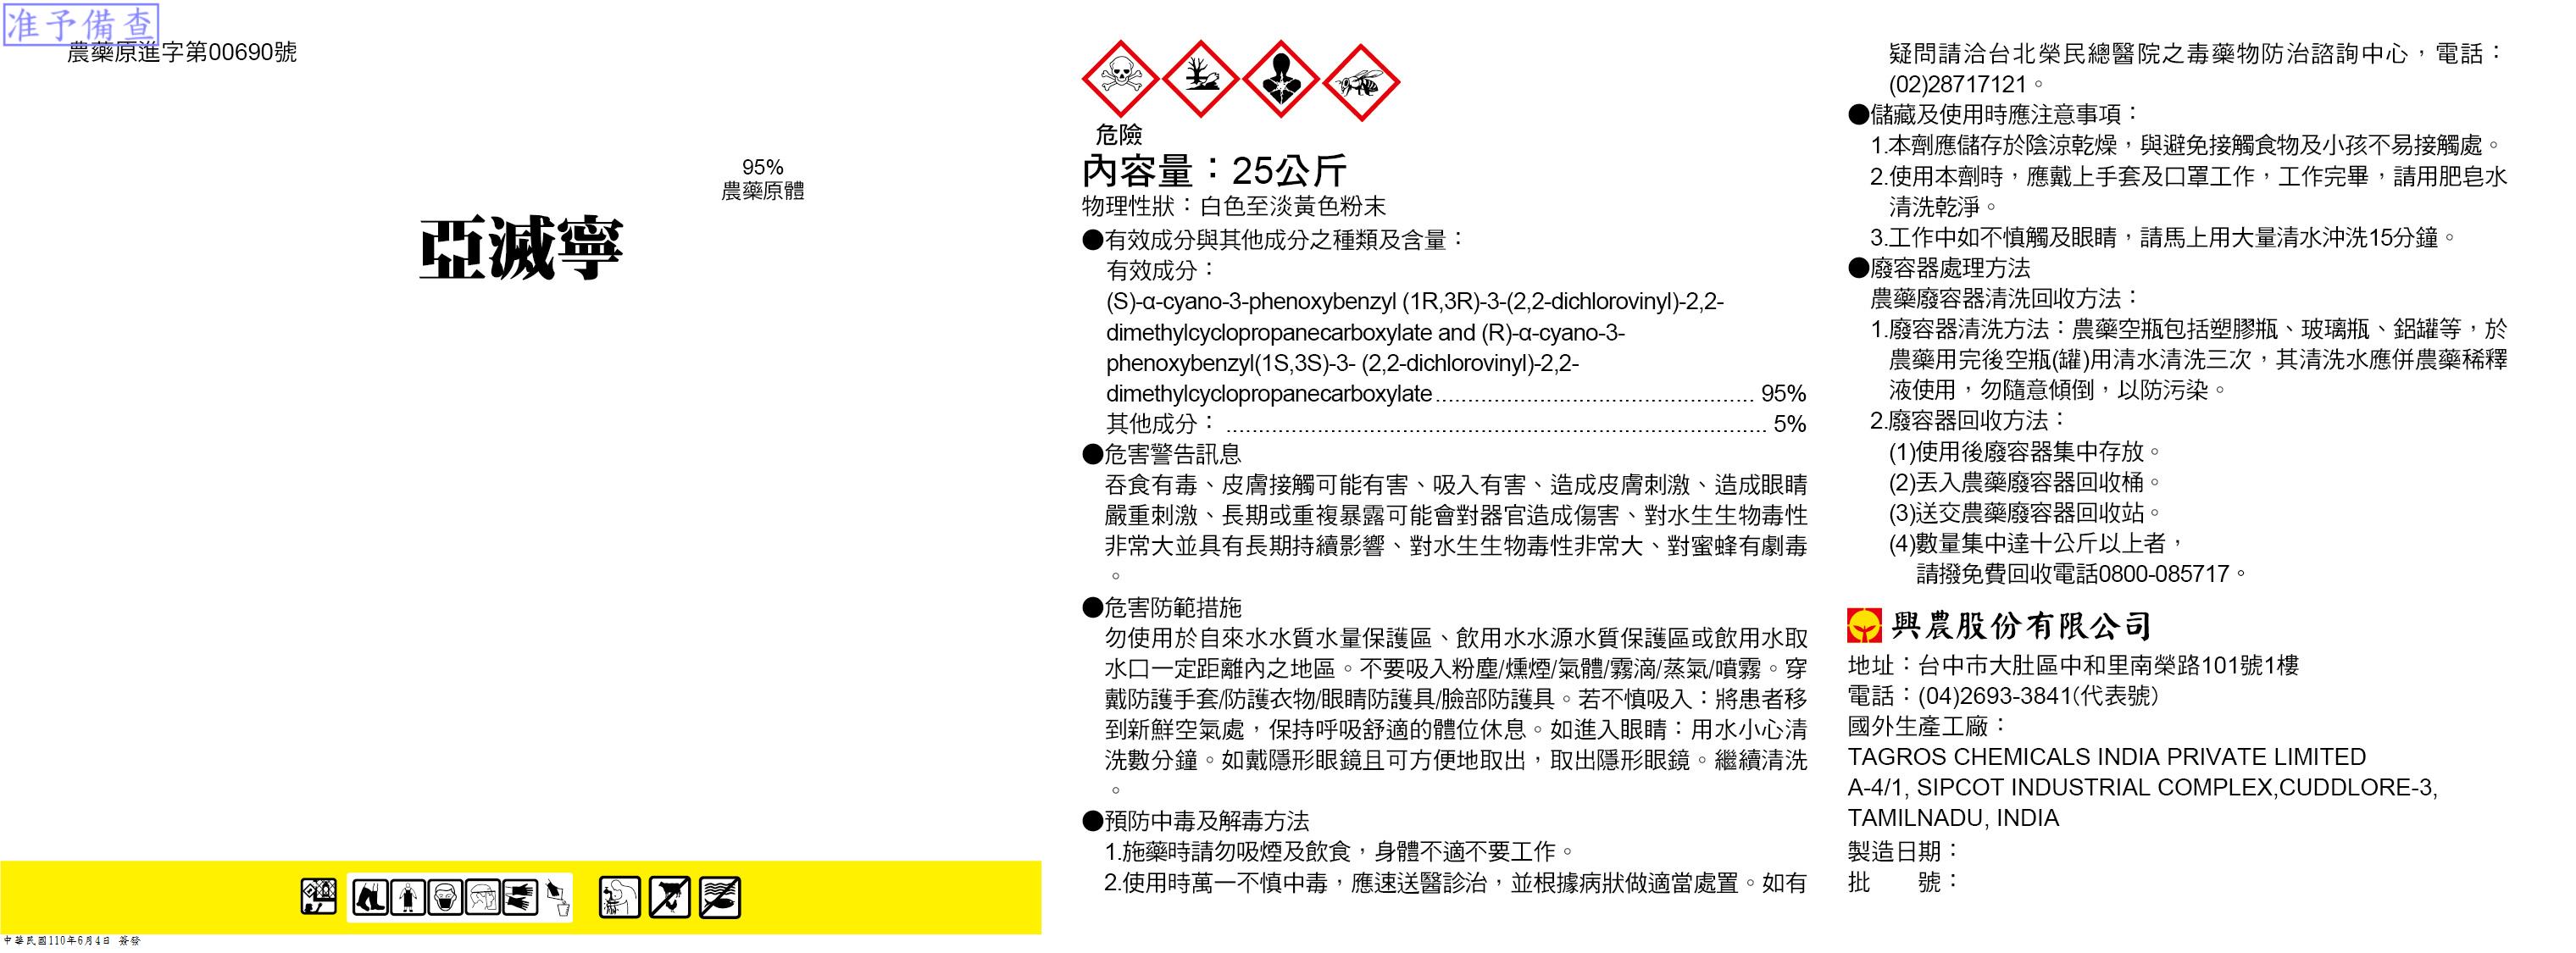 准予備查
農藥原進字第00690號
95%
農藥原體
亞滅寧
中華民國110年6月4日 簽發
危險
內容量：25公斤
物理性狀：白色至淡黃色粉末
●有效成分與其他成分之種類及含量：
有效成分：
(S)-α-cyano-3-phenoxybenzyl (1R,3R)-3-(2,2-dichlorovinyl)-2,2-
dimethylcyclopropanecarboxylate and (R)-α-cyano-3-
phenoxybenzyl(1S,3S)-3- (2,2-dichlorovinyl)-2,2-
dimethylcyclopropanecarboxylate................................................. 95%
其他成分：................................................................................... 5%
●危害警告訊息
吞食有毒、皮膚接觸可能有害、吸入有害、造成皮膚刺激、造成眼睛
嚴重刺激、長期或重複暴露可能會對器官造成傷害、對水生生物毒性
非常大並具有長期持續影響、對水生生物毒性非常大、對蜜蜂有劇毒
。
●危害防範措施
勿使用於自來水水質水量保護區、飲用水水源水質保護區或飲用水取
水口一定距離內之地區。不要吸入粉塵/燻煙/氣體/霧滴/蒸氣/噴霧。穿
戴防護手套/防護衣物/眼睛防護具/臉部防護具。若不慎吸入：將患者移
到新鮮空氣處，保持呼吸舒適的體位休息。如進入眼睛：用水小心清
洗數分鐘。如戴隱形眼鏡且可方便地取出，取出隱形眼鏡。繼續清洗
。
●預防中毒及解毒方法
1.施藥時請勿吸煙及飲食，身體不適不要工作。
2.使用時萬一不慎中毒，應速送醫診治，並根據病狀做適當處置。如有
疑問請洽台北榮民總醫院之毒藥物防治諮詢中心，電話：
(02)28717121。
●儲藏及使用時應注意事項：
1.本劑應儲存於陰涼乾燥，與避免接觸食物及小孩不易接觸處。
2.使用本劑時，應戴上手套及口罩工作，工作完畢，請用肥皂水
清洗乾淨。
3.工作中如不慎觸及眼睛，請馬上用大量清水沖洗15分鐘。
●廢容器處理方法
農藥廢容器清洗回收方法：
1.廢容器清洗方法：農藥空瓶包括塑膠瓶、玻璃瓶、鋁罐等，於
農藥用完後空瓶(罐)用清水清洗三次，其清洗水應併農藥稀釋
液使用，勿隨意傾倒，以防污染。
2.廢容器回收方法：
(1)使用後廢容器集中存放。
(2)丟入農藥廢容器回收桶。
(3)送交農藥廢容器回收站。
(4)數量集中達十公斤以上者，
請撥免費回收電話0800-085717。
興農股份有限公司
地址：台中市大肚區中和里南榮路101號1樓
電話：(04)2693-3841(代表號)
國外生產工廠：
TAGROS CHEMICALS INDIA PRIVATE LIMITED
A-4/1, SIPCOT INDUSTRIAL COMPLEX,CUDDLORE-3,
TAMILNADU, INDIA
製造日期：
批　　號：